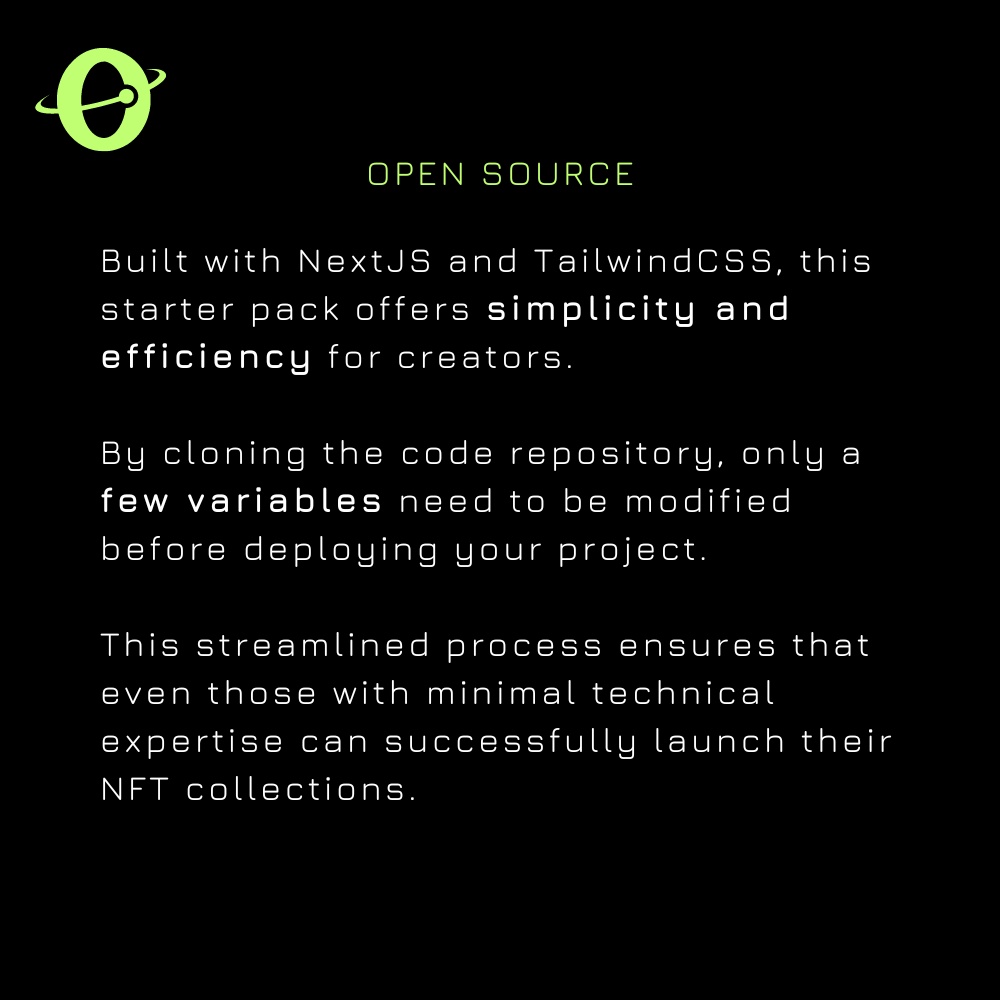 OPEN SOURCE
Built with NextJS and TailwindCSS, this
starter pack offers simplicity and
efficiency for creators.
By cloning the code repository, only a
few variables need to be modified
before deploying your project.
This streamlined process ensures that
even those with minimal technical
expertise can successfully launch their
NFT collections.